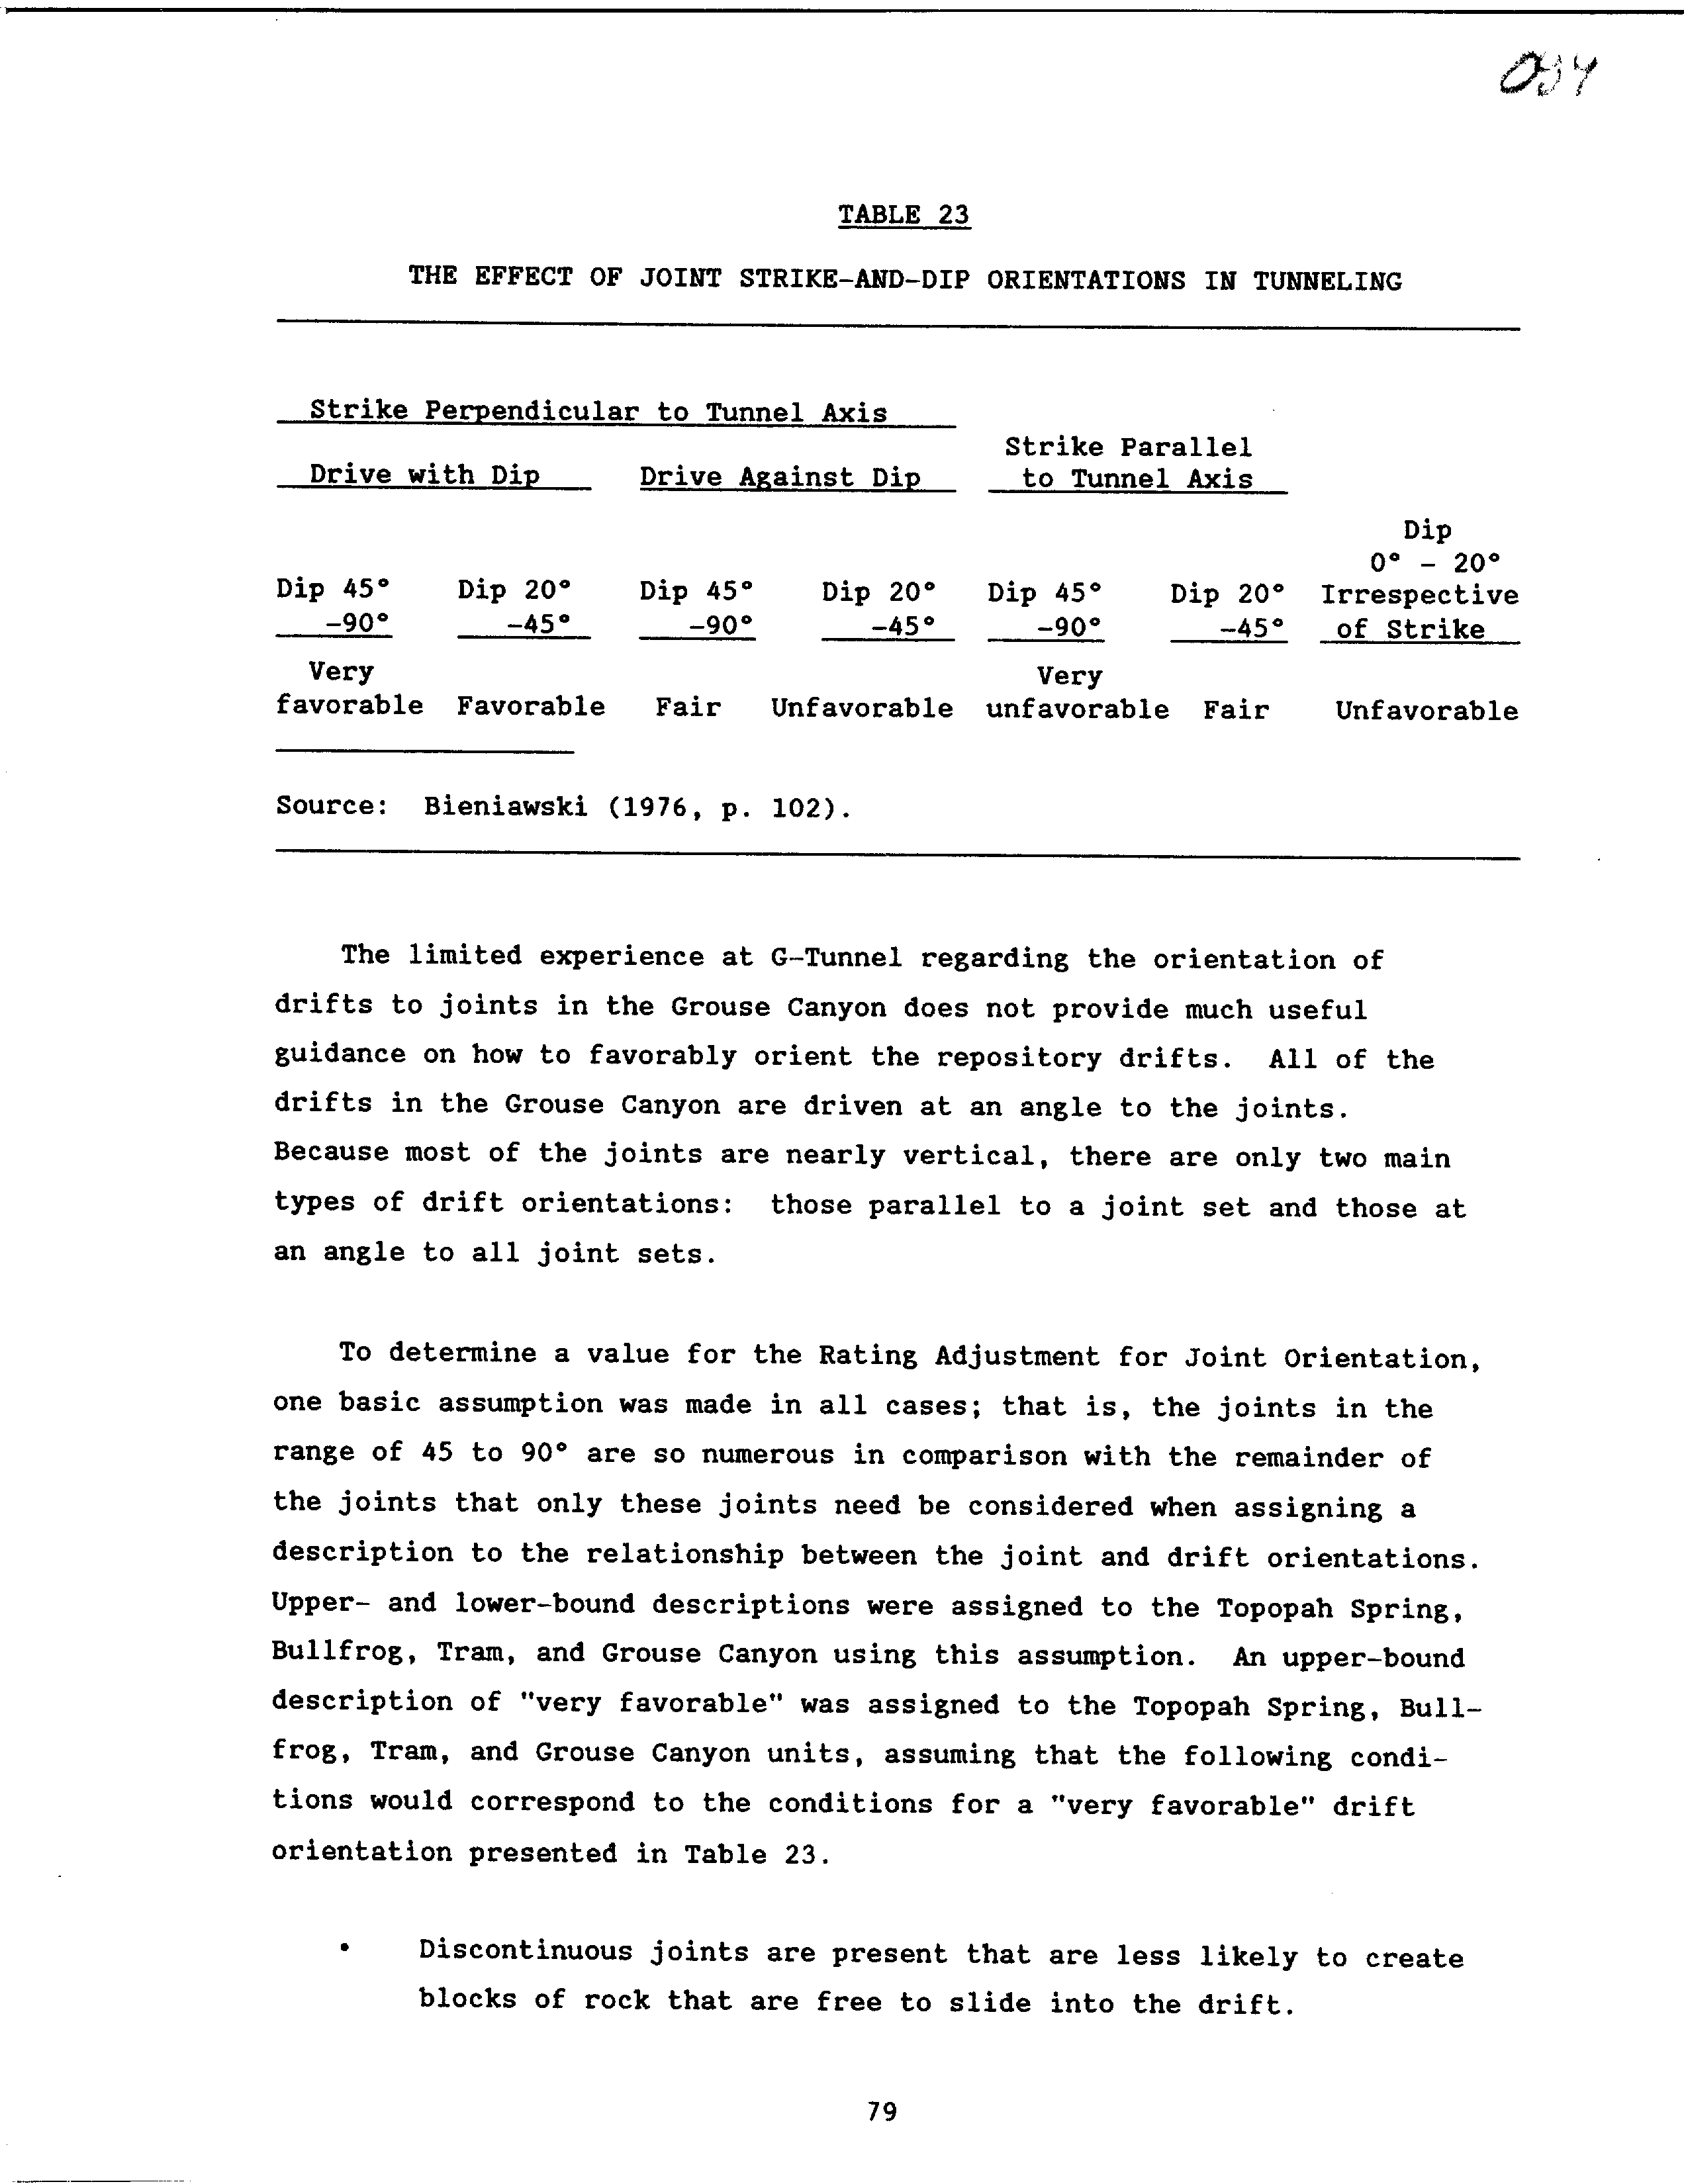 TABLE 23
THE EFFECT OF JOINT STRIKE-AND-DIP ORIENTATIONS IN TUNNELING
Strike Perpendicular to Tunnel Axis
Strike Parallel
Drive with Dip Drive Against Dip to Tunnel Axis
Dip
0° - 20°
Dip 45° Dip 20° Dip 45° Dip 20° Dip 45° Dip 20° Irrespective
-90° -45° -90° -45° -90° -45° of Strike
Very Very
favorable Favorable Fair Unfavorable unfavorable Fair Unfavorable
Source: Bieniawski (1976, p. 102).
The limited experience at G-Tunnel regarding the orientation of
drifts to joints in the Grouse Canyon does not provide much useful
guidance on how to favorably orient the repository drifts. All of the
drifts in the Grouse Canyon are driven at an angle to the joints.
Because most of the joints are nearly vertical, there are only two main
types of drift orientations: those parallel to a joint set and those at
an angle to all joint sets.
To determine a value for the Rating Adjustment for Joint Orientation,
one basic assumption was made in all cases; that is, the joints in the
range of 45 to 90° are so numerous in comparison with the remainder of
the joints that only these joints need be considered when assigning a
description to the relationship between the joint and drift orientations.
Upper- and lower-bound descriptions were assigned to the Topopah Spring,
Bullfrog, Tram, and Grouse Canyon using this assumption. An upper-bound
description of "very favorable" was assigned to the Topopah Spring, Bull-
frog, Tram, and Grouse Canyon units, assuming that the following condi-
tions would correspond to the conditions for a "very favorable" drift
orientation presented in Table 23.
• Discontinuous joints are present that are less likely to create
blocks of rock that are free to slide into the drift.
79